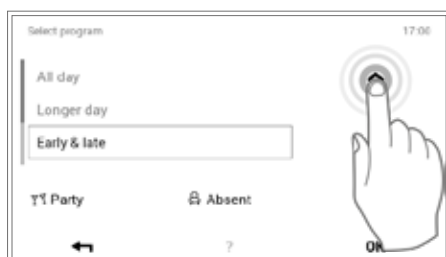 Select program 17:00
All day
Longer day
Early & late
Party Absent
? OK